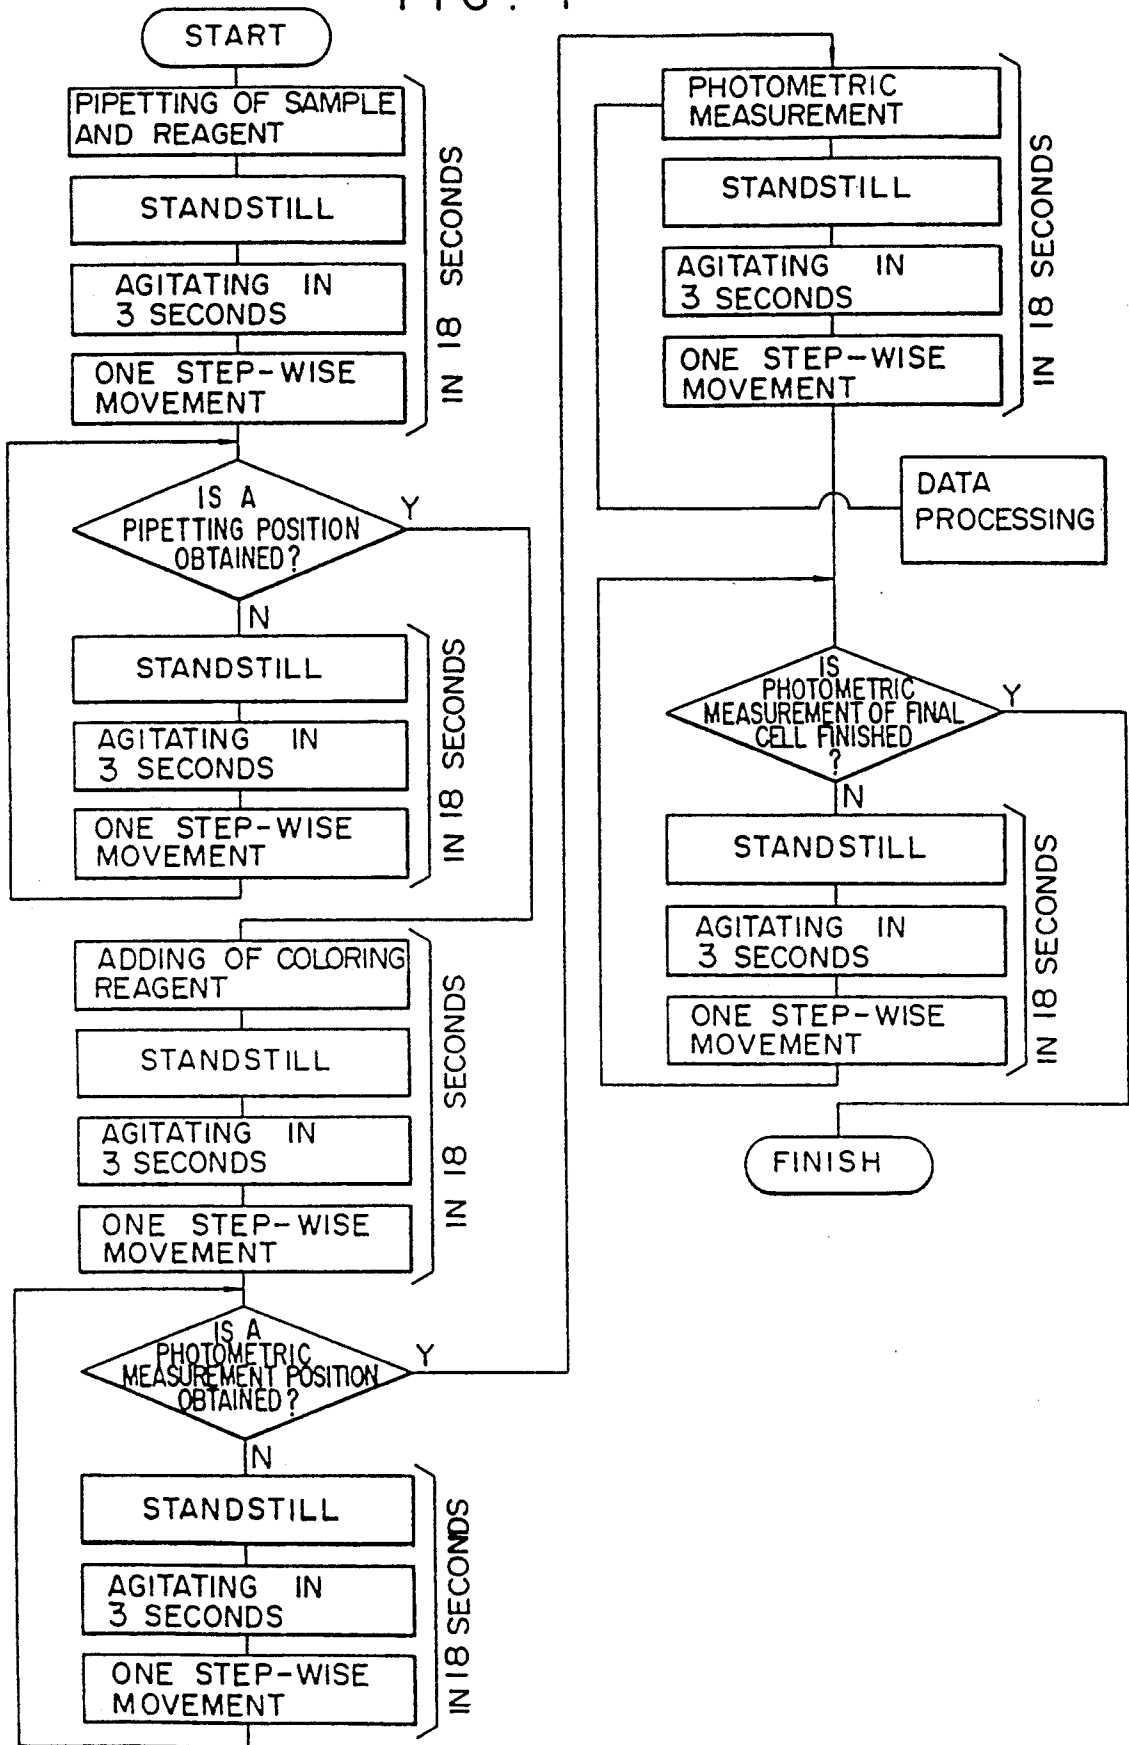 FIG. 1
START
PIPETTING OF SAMPLE
AND REAGENT
STANDSTILL
AGITATING IN
3 SECONDS
ONE STEP-WISE
MOVEMENT
IN 18 SECONDS
IS A
PIPETTING POSITION
OBTAINED?
Y
N
STANDSTILL
AGITATING IN
3 SECONDS
ONE STEP-WISE
MOVEMENT
IN 18 SECONDS
ADDING OF COLORING
REAGENT
STANDSTILL
AGITATING IN
3 SECONDS
ONE STEP-WISE
MOVEMENT
IN 18 SECONDS
IS A
PHOTOMETRIC
MEASUREMENT POSITION
OBTAINED?
Y
N
STANDSTILL
AGITATING IN
3 SECONDS
ONE STEP-WISE
MOVEMENT
IN 18 SECONDS
PHOTOMETRIC
MEASUREMENT
STANDSTILL
AGITATING IN
3 SECONDS
ONE STEP-WISE
MOVEMENT
IN 18 SECONDS
DATA
PROCESSING
IS
PHOTOMETRIC
MEASUREMENT OF FINAL
CELL FINISHED
?
Y
N
STANDSTILL
AGITATING IN
3 SECONDS
ONE STEP-WISE
MOVEMENT
IN 18 SECONDS
FINISH